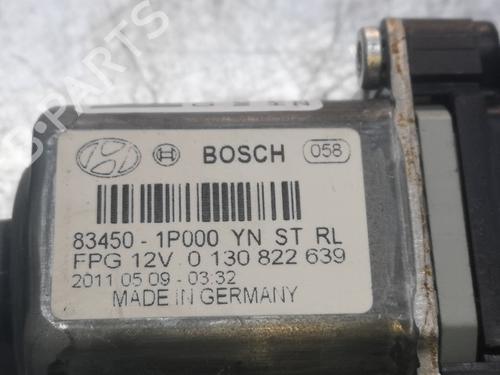 BOSCH 058
83450 - 1P000 YN ST RL
FPG 12V 0 130 822 639
2011 05 09 - 03:32
MADE IN GERMANY